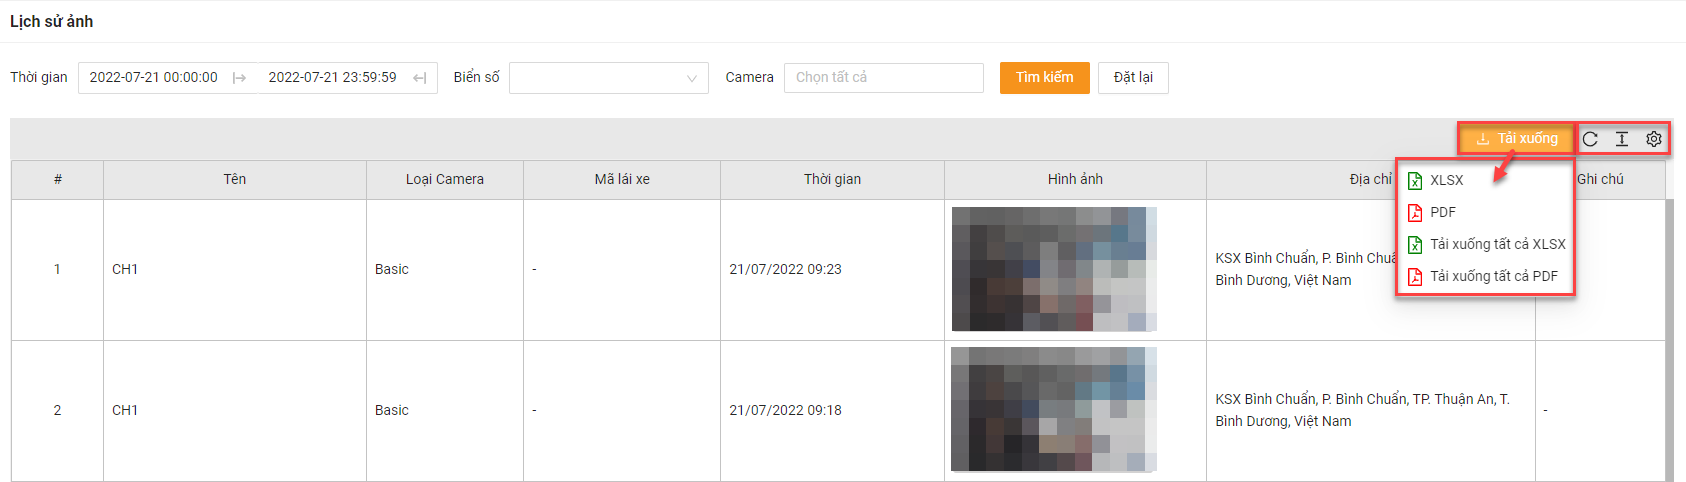 Lịch sử ảnh
Thời gian 2022-07-21 00:00:00 2022-07-21 23:59:59 Biển số Camera Chọn tất cả Tìm kiếm Đặt lại
Tải xuống
# Tên Loại Camera Mã lái xe Thời gian Hình ảnh Địa chỉ Ghi chú
XLSX
PDF
Tải xuống tất cả XLSX
Tải xuống tất cả PDF
1 CH1 Basic - 21/07/2022 09:23 KSX Bình Chuẩn, P. Bình
Bình Dương, Việt Nam
2 CH1 Basic - 21/07/2022 09:18 KSX Bình Chuẩn, P. Bình Chuẩn, TP. Thuận An, T. -
Bình Dương, Việt Nam